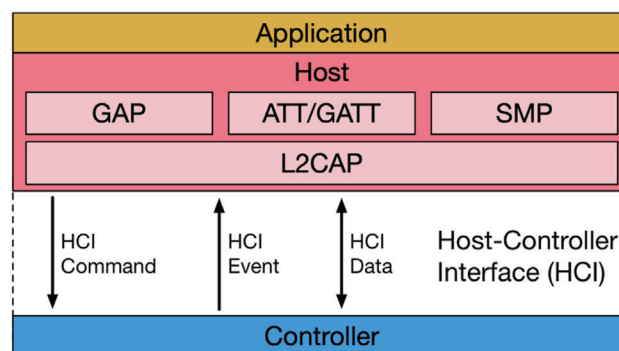 Application
Host
GAP
ATT/GATT
SMP
L2CAP
HCI
Command
HCI
Event
HCI
Data
Host-Controller
Interface (HCI)
Controller